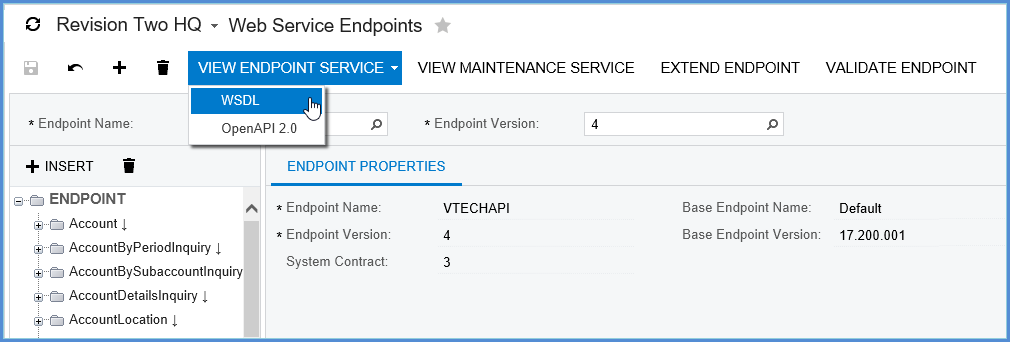 Revision Two HQ Web Service Endpoints
VIEW ENDPOINT SERVICE VIEW MAINTENANCE SERVICE EXTEND ENDPOINT VALIDATE ENDPOINT
WSDL
OpenAPI 2.0
* Endpoint Name: * Endpoint Version: 4
INSERT
ENDPOINT PROPERTIES
ENDPOINT
Account ↓
AccountByPeriodInquiry ↓
AccountBySubaccountInquiry
AccountDetailsInquiry ↓
AccountLocation ↓
* Endpoint Name: VTECHAPI Base Endpoint Name: Default
* Endpoint Version: 4 Base Endpoint Version: 17.200.001
System Contract: 3